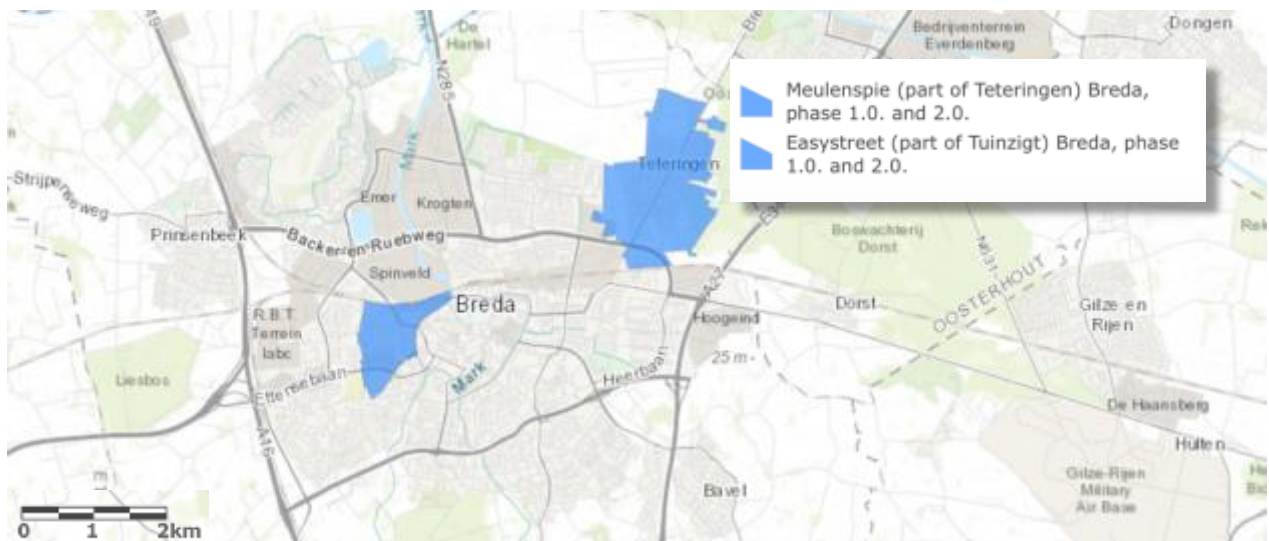 De
Hartel
Bedrijventerrein
Everdenberg
Dongen
N285
Mark
Meulenspie (part of Teteringen) Breda,
phase 1.0. and 2.0.
Easystreet (part of Tuinzigt) Breda, phase
1.0. and 2.0.
Teteringen
Strijpenseweg
Emer
Krogten
Prinsenbeek
Backer-en-Ruebweg
Boswachterij
Dorst
N631
OOSTERHOUT
Spinveld
A27
Breda
Dorst
Gilze en
Rijen
R.B.T.
Terrein
Iabc
Hoogeind
25 m
Liesbos
Ettensebaan
Mark
Heerbaan
De Haansberg
A16
Hulten
Bavel
Gilze-Rijen
Military
Air Base
0 1 2km